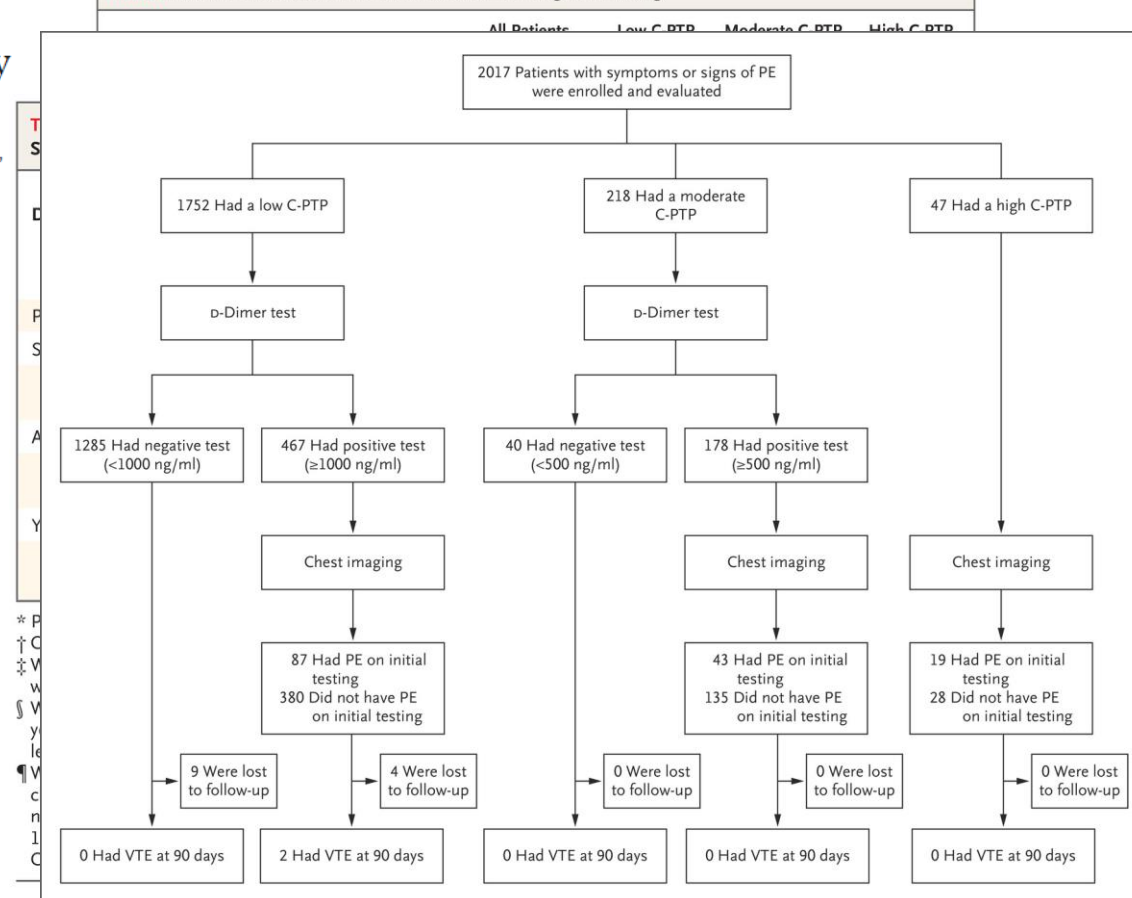 All Patients Low C-PTP Moderate C-PTP High C-PTP
y
T
S
D
P
S
A
Y
* P
† C
‡ W
w
§ W
y
le
¶ W
c
n
1
C
2017 Patients with symptoms or signs of PE
were enrolled and evaluated
1752 Had a low C-PTP
218 Had a moderate
C-PTP
47 Had a high C-PTP
D-Dimer test
D-Dimer test
1285 Had negative test
(<1000 ng/ml)
467 Had positive test
(≥1000 ng/ml)
40 Had negative test
(<500 ng/ml)
178 Had positive test
(≥500 ng/ml)
Chest imaging
Chest imaging
Chest imaging
87 Had PE on initial
testing
380 Did not have PE
on initial testing
43 Had PE on initial
testing
135 Did not have PE
on initial testing
19 Had PE on initial
testing
28 Did not have PE
on initial testing
9 Were lost
to follow-up
4 Were lost
to follow-up
0 Were lost
to follow-up
0 Were lost
to follow-up
0 Were lost
to follow-up
0 Had VTE at 90 days
2 Had VTE at 90 days
0 Had VTE at 90 days
0 Had VTE at 90 days
0 Had VTE at 90 days